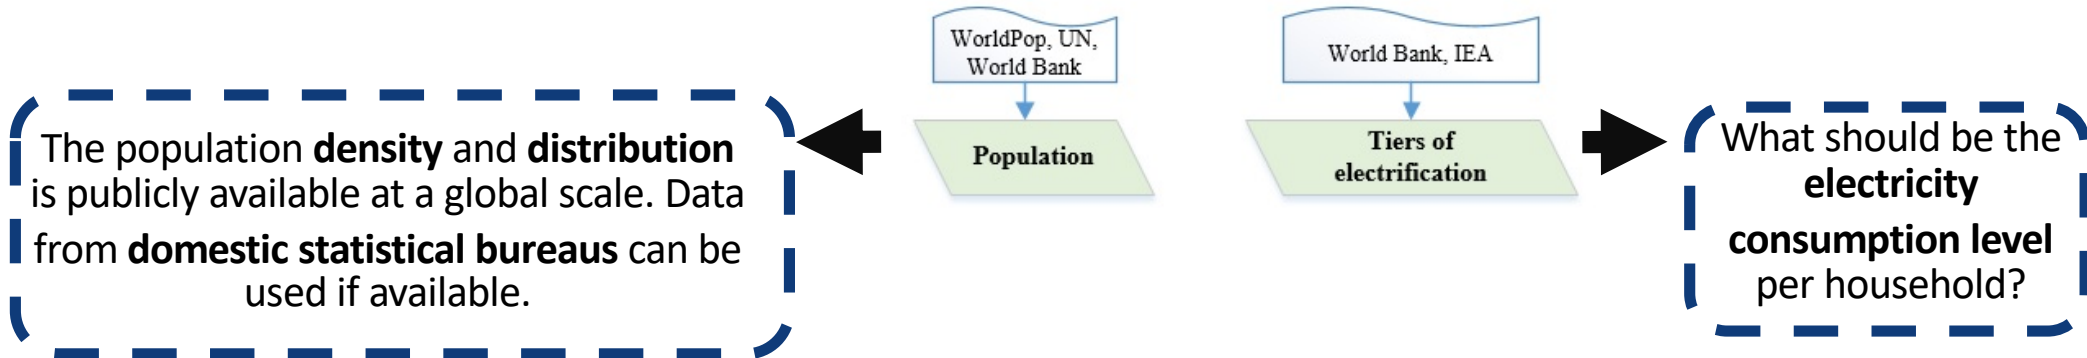 The population density and distribution
is publicly available at a global scale. Data
from domestic statistical bureaus can be
used if available.
WorldPop, UN,
World Bank
Population
World Bank, IEA
Tiers of
electrification
What should be the
electricity
consumption level
per household?